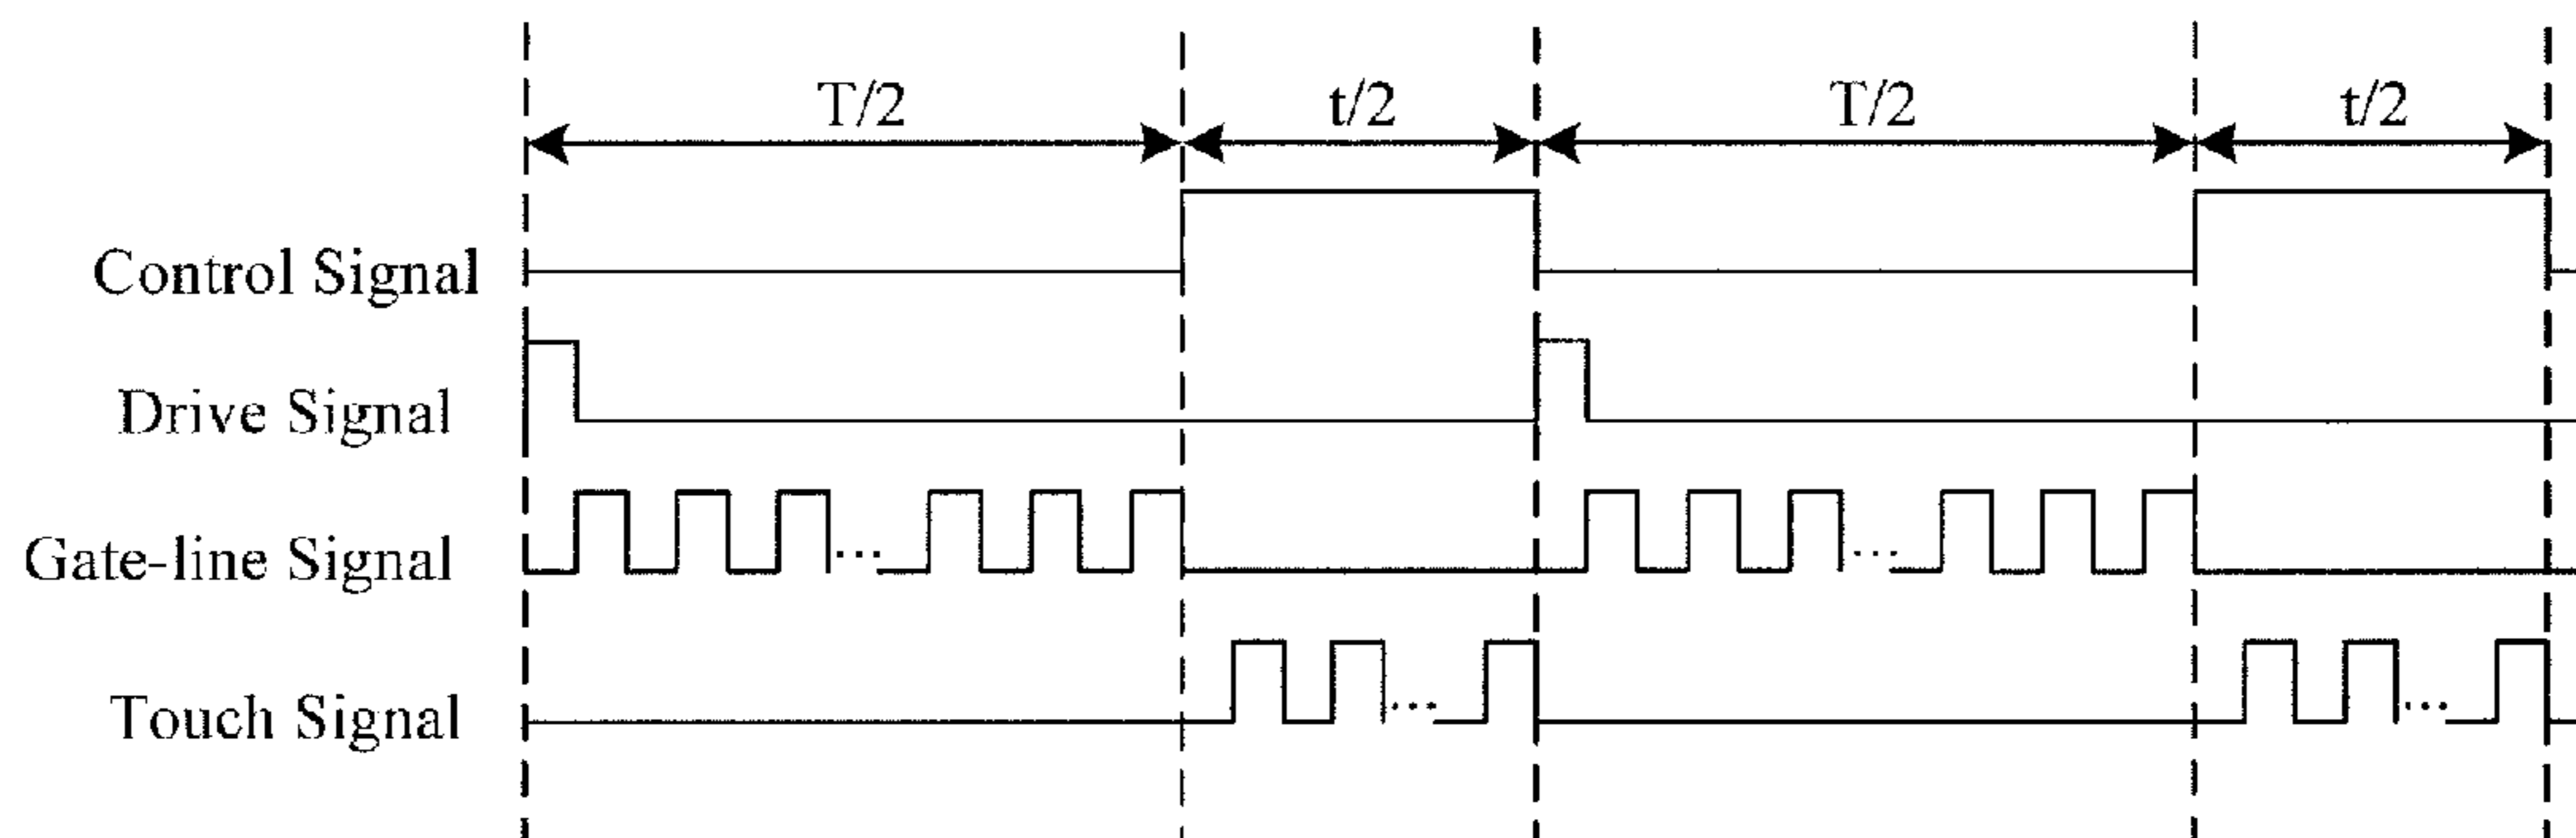 T/2 t/2 T/2 t/2
Control Signal
Drive Signal
Gate-line Signal
...
...
Touch Signal
...
...